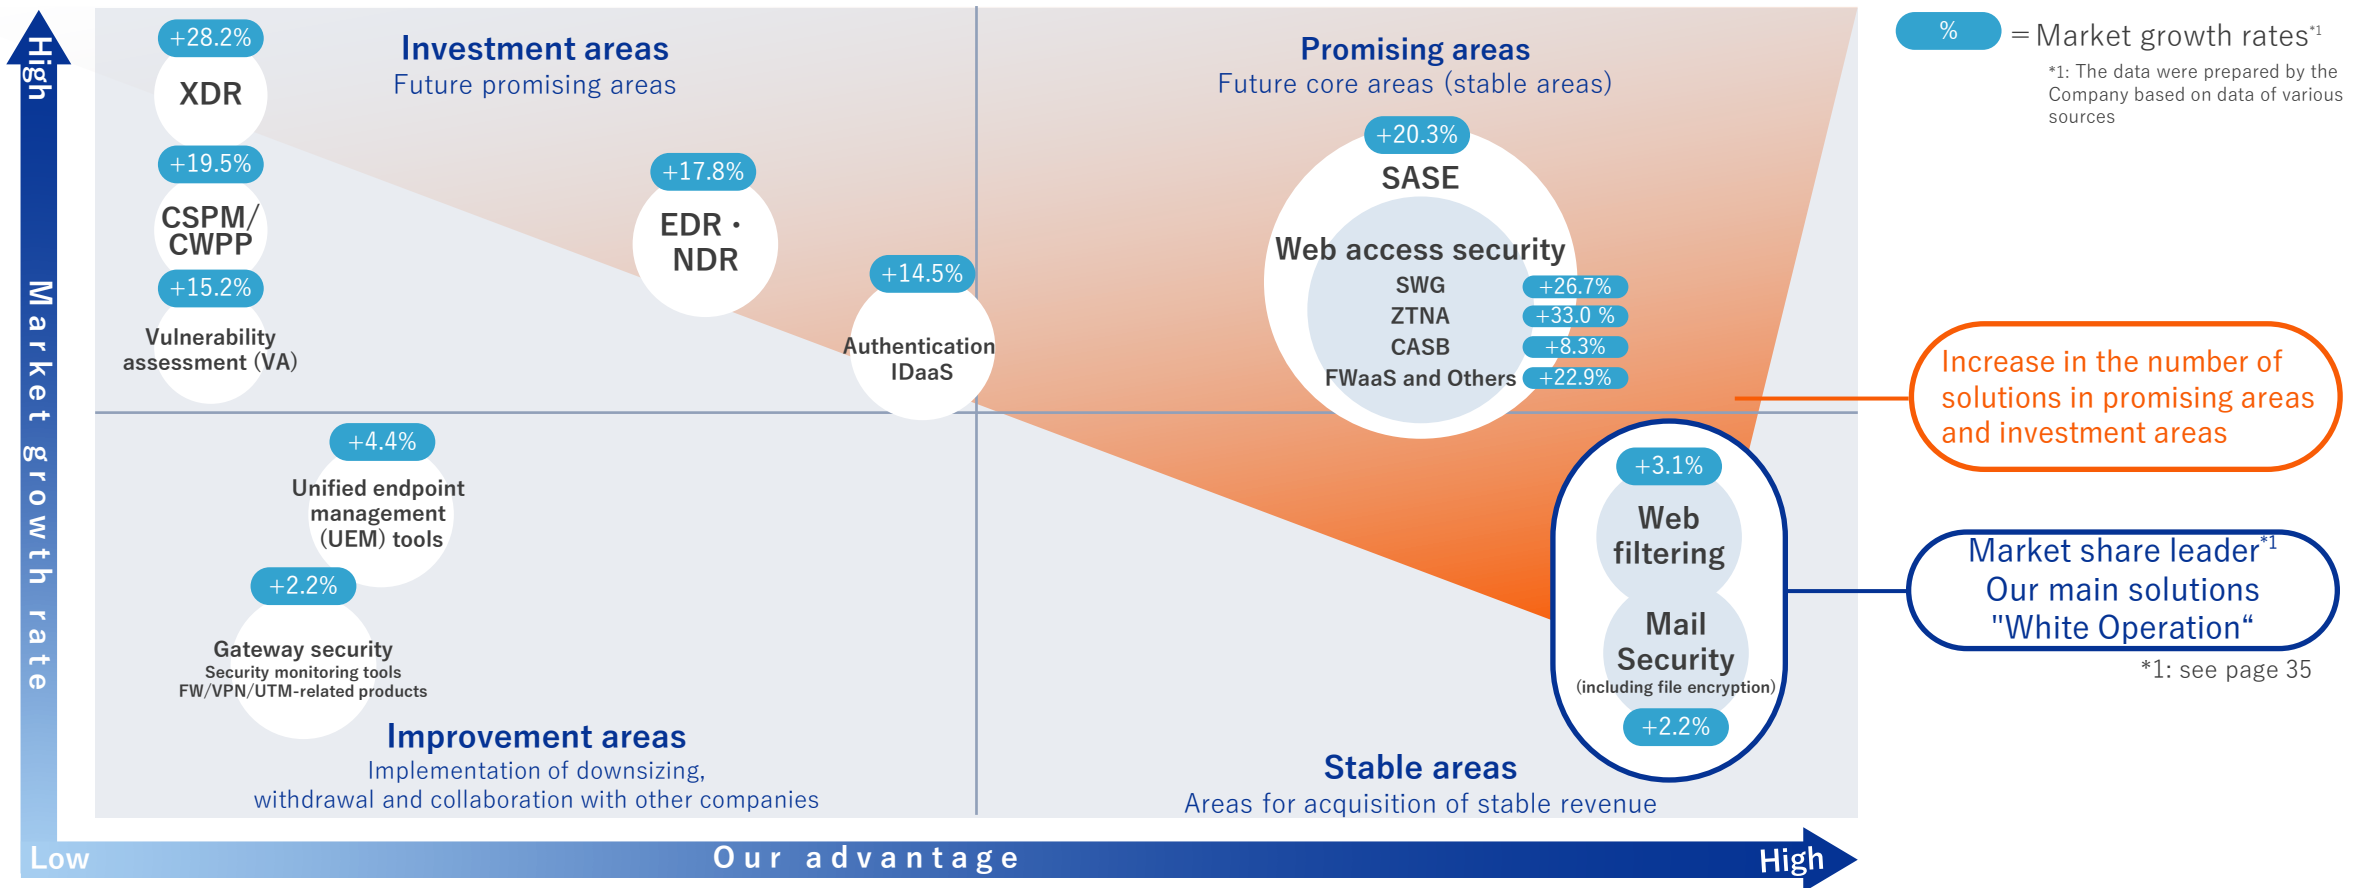 High
Market growth rate
Low
Our advantage
High
Investment areas
Future promising areas
+28.2%
XDR
+19.5%
CSPM/
CWPP
+15.2%
Vulnerability
assessment (VA)
+17.8%
EDR・
NDR
+14.5%
Authentication
IDaaS
Promising areas
Future core areas (stable areas)
+20.3%
SASE
Web access security
SWG +26.7%
ZTNA +33.0 %
CASB +8.3%
FWaaS and Others +22.9%
+4.4%
Unified endpoint
management
(UEM) tools
+2.2%
Gateway security
Security monitoring tools
FW/VPN/UTM-related products
Improvement areas
Implementation of downsizing,
withdrawal and collaboration with other companies
+3.1%
Web
filtering
Mail
Security
(including file encryption)
+2.2%
Stable areas
Areas for acquisition of stable revenue
% = Market growth rates*1
*1: The data were prepared by the
Company based on data of various
sources
Increase in the number of
solutions in promising areas
and investment areas
Market share leader*1
Our main solutions
"White Operation“
*1: see page 35